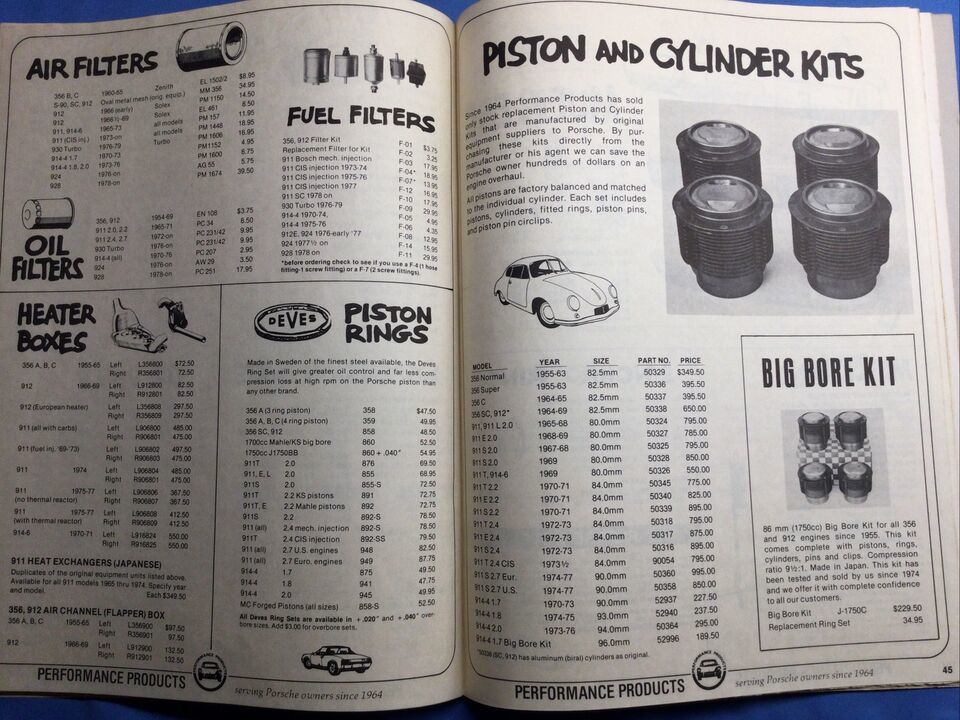 AIR FILTERS
356 B, C 1960-65 Zenith EL 1502/2 $8.95
S-90, SC, 912 Oval metal mesh (orig. equip.) MM 356 34.95
912 1966 (early) Solex PM 1150 14.50
912 1966½-69 Solex EL 461 8.50
911, 914-6 1965-73 all models PM 157 11.95
911 (CIS inj.) 1973-on all models PM 1448 18.95
930 Turbo 1976-79 Turbo PM 1606 16.95
914-4 1.7 1970-73 PM1152 4.95
914-4 1.8, 2.0 1973-76 PM 1600 6.75
924 1976-on AG 55 5.75
928 1978-on PM 1674 39.50
OIL FILTERS
356, 912 1954-69 EN 108 $3.75
911 2.0, 2.2 1965-71 PC 34 8.50
911 2.4, 2.7 1972-on PC 231/42 9.95
930 Turbo 1976-on PC 231/42 9.95
914-4 (all) 1970-76 PC 207 2.95
924 1976-on AW 29 3.50
928 1978-on PC 251 17.95
FUEL FILTERS
356, 912 Filter Kit F-01 $3.75
Replacement Filter for Kit F-02 3.25
911 Bosch mech. injection F-03 17.95
911 CIS injection 1973-74 F-04* 18.95
911 CIS injection 1975-76 F-07* 13.95
911 CIS injection 1977 F-12 16.95
911 SC 1978 on F-10 17.95
930 Turbo 1976-79 F-09 29.95
914-4 1970-74, F-05 4.35
914-4 1975-76 F-06 4.95
912E, 924 1976-early '77 F-08 12.95
924 1977½ on F-14 15.95
928 1978 on F-11 29.95
*before ordering check to see if you use a F-4 (1 hose
fitting-1 screw fitting) or a F-7 (2 screw fittings).
HEATER BOXES
356 A, B, C 1955-65 Left L356800 $72.50
Right R356801 72.50
912 1966-69 Left L912800 82.50
Right R912801 82.50
912 (European heater) Left L356808 297.50
Right R356809 297.50
911 (all with carbs) Left L906800 485.00
Right R906801 475.00
911 (fuel inj. '69-'73) Left L906802 497.50
Right R906803 475.00
911 1974 Left L906804 485.00
Right R906805 475.00
911 1975-77 Left L906806 367.50
(no thermal reactor) Right R906807 367.50
911 1975-77 Left L906808 412.50
(with thermal reactor) Right R906809 412.50
914-6 1970-71 Left L916824 550.00
Right R916825 550.00
911 HEAT EXCHANGERS (JAPANESE)
Duplicates of the original equipment units listed above.
Available for all 911 models 1965 thru 1974. Specify year
and model. Each $349.50
356, 912 AIR CHANNEL (FLAPPER) BOX
356 A, B, C 1955-65 Left L356900 $97.50
Right R356901 97.50
912 1966-69 Left L912900 132.50
Right R912901 132.50
DEVES
PISTON RINGS
Made in Sweden of the finest steel available, the Deves
Ring Set will give greater oil control and far less com-
pression loss at high rpm on the Porsche piston than
any other brand.
356 A (3 ring piston) 358 $47.50
356 A, B, C (4 ring piston) 359 49.95
356 SC, 912 858 48.50
1700cc Mahle/KS big bore 860 52.50
1750cc J1750BB 860 + .040" 54.95
911T 2.0 876 69.50
911, E, L 2.0 855 68.95
911S 2.0 855-S 72.50
911T 2.2 KS pistons 891 72.75
911T, E 2.2 Mahle pistons 892 72.75
911S 2.2 892-S 78.50
911 (all) 2.4 mech. injection 892-S 78.50
911T 2.4 CIS injection 892-SS 79.50
911 (all) 2.7 U.S. engines 948 82.50
911 (all) 2.7 Euro. engines 949 87.75
914-4 1.7 875 49.50
914-4 1.8 941 47.75
914-4 2.0 945 49.95
MC Forged Pistons (all sizes) 858-S 52.50
All Deves Ring Sets are available in + .020" and + .040" over-
bore sizes. Add $3.00 for overbore sets.
PERFORMANCE PRODUCTS
serving Porsche owners since 1964
PISTON AND CYLINDER KITS
Since 1964 Performance Products has sold
only stock replacement Piston and Cylinder
Kits that are manufactured by original
equipment suppliers to Porsche. By pur-
chasing these kits directly from the
manufacturer or his agent we can save the
Porsche owner hundreds of dollars on an
engine overhaul.
All pistons are factory balanced and matched
to the individual cylinder. Each set includes
pistons, cylinders, fitted rings, piston pins,
and piston pin circlips.
MODEL YEAR SIZE PART NO. PRICE
356 Normal 1955-63 82.5mm 50329 $349.50
356 Super 1955-63 82.5mm 50336 395.50
356 C 1964-65 82.5mm 50337 395.50
356 SC, 912* 1964-69 82.5mm 50338 650.00
911, 911 L 2.0 1965-68 80.0mm 50324 795.00
911 E 2.0 1968-69 80.0mm 50327 785.00
911 S 2.0 1967-68 80.0mm 50325 795.00
911 S 2.0 1969 80.0mm 50328 850.00
911 T, 914-6 1969 80.0mm 50326 550.00
911 T 2.2 1970-71 84.0mm 50345 775.00
911 E 2.2 1970-71 84.0mm 50340 825.00
911 S 2.2 1970-71 84.0mm 50339 895.00
911 T 2.4 1972-73 84.0mm 50318 795.00
911 E 2.4 1972-73 84.0mm 50317 875.00
911 S 2.4 1972-73 84.0mm 50316 895.00
911 T 2.4 CIS 1973½ 84.0mm 90054 795.00
911 S 2.7 Eur. 1974-77 90.0mm 50360 995.00
911 S 2.7 U.S. 1974-77 90.0mm 50358 850.00
914-4 1.7 1970-73 90.0mm 52937 227.50
914-4 1.8 1974-75 93.0mm 52940 237.50
914-4 2.0 1973-76 94.0mm 50364 295.00
914-4 1.7 Big Bore Kit 96.0mm 52996 189.50
*50338 (SC, 912) has aluminum (biral) cylinders as original.
BIG BORE KIT
86 mm (1750cc) Big Bore Kit for all 356
and 912 engines since 1955. This kit
comes complete with pistons, rings,
cylinders, pins and clips. Compression
ratio 9½:1. Made in Japan. This kit has
been tested and sold by us since 1974
and we offer it with complete confidence
to all our customers.
Big Bore Kit J-1750C $229.50
Replacement Ring Set 34.95
PERFORMANCE PRODUCTS
serving Porsche owners since 1964
45